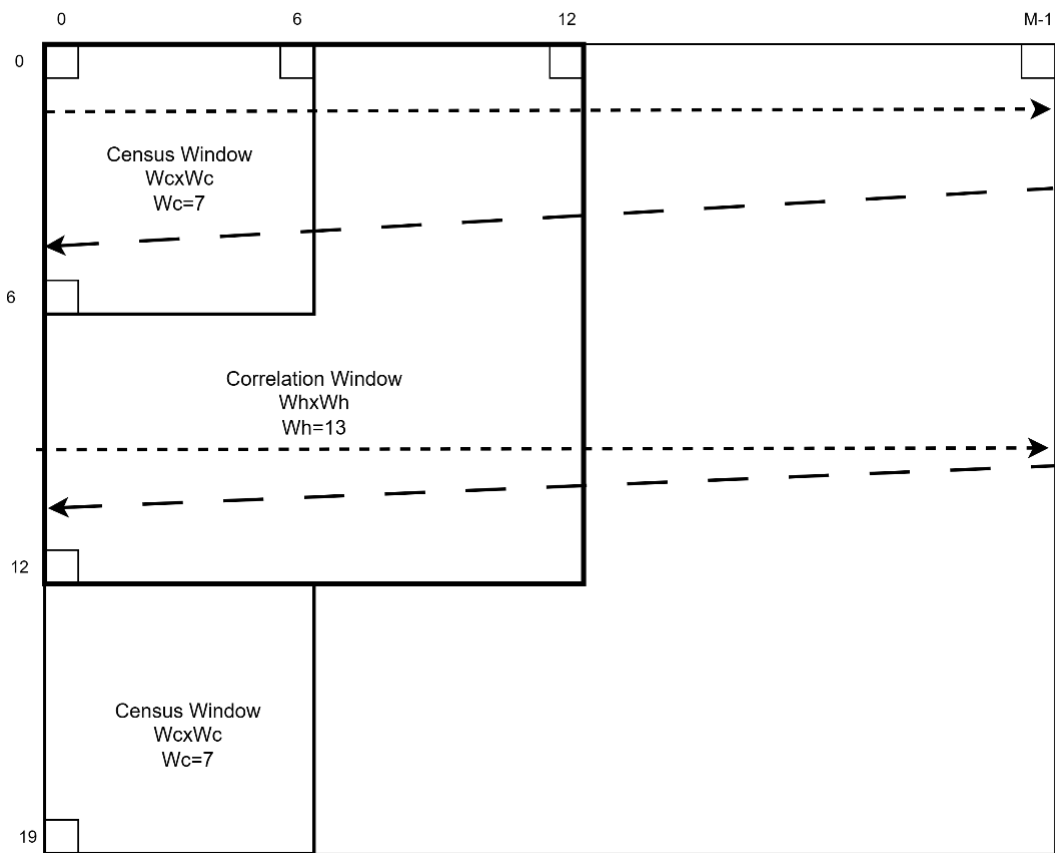 0 6 12 M-1
0
Census Window
WcxWc
Wc=7
6
Correlation Window
WhxWh
Wh=13
12
Census Window
WcxWc
Wc=7
19